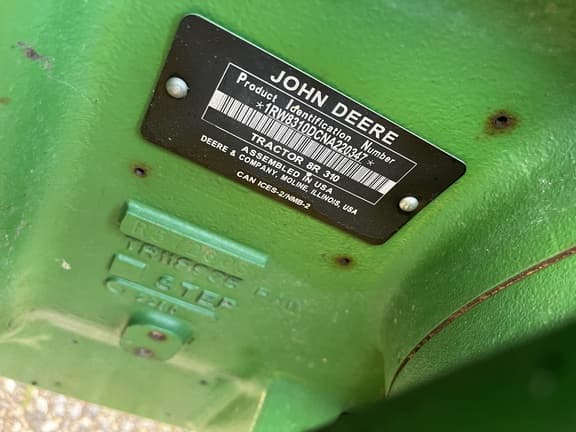 JOHN DEERE
Product Identification Number
*1RW8310DCNA220347*
TRACTOR 8R 310
ASSEMBLED IN USA
DEERE & COMPANY, MOLINE, ILLINOIS, USA
CAN ICES-2/NMB-2